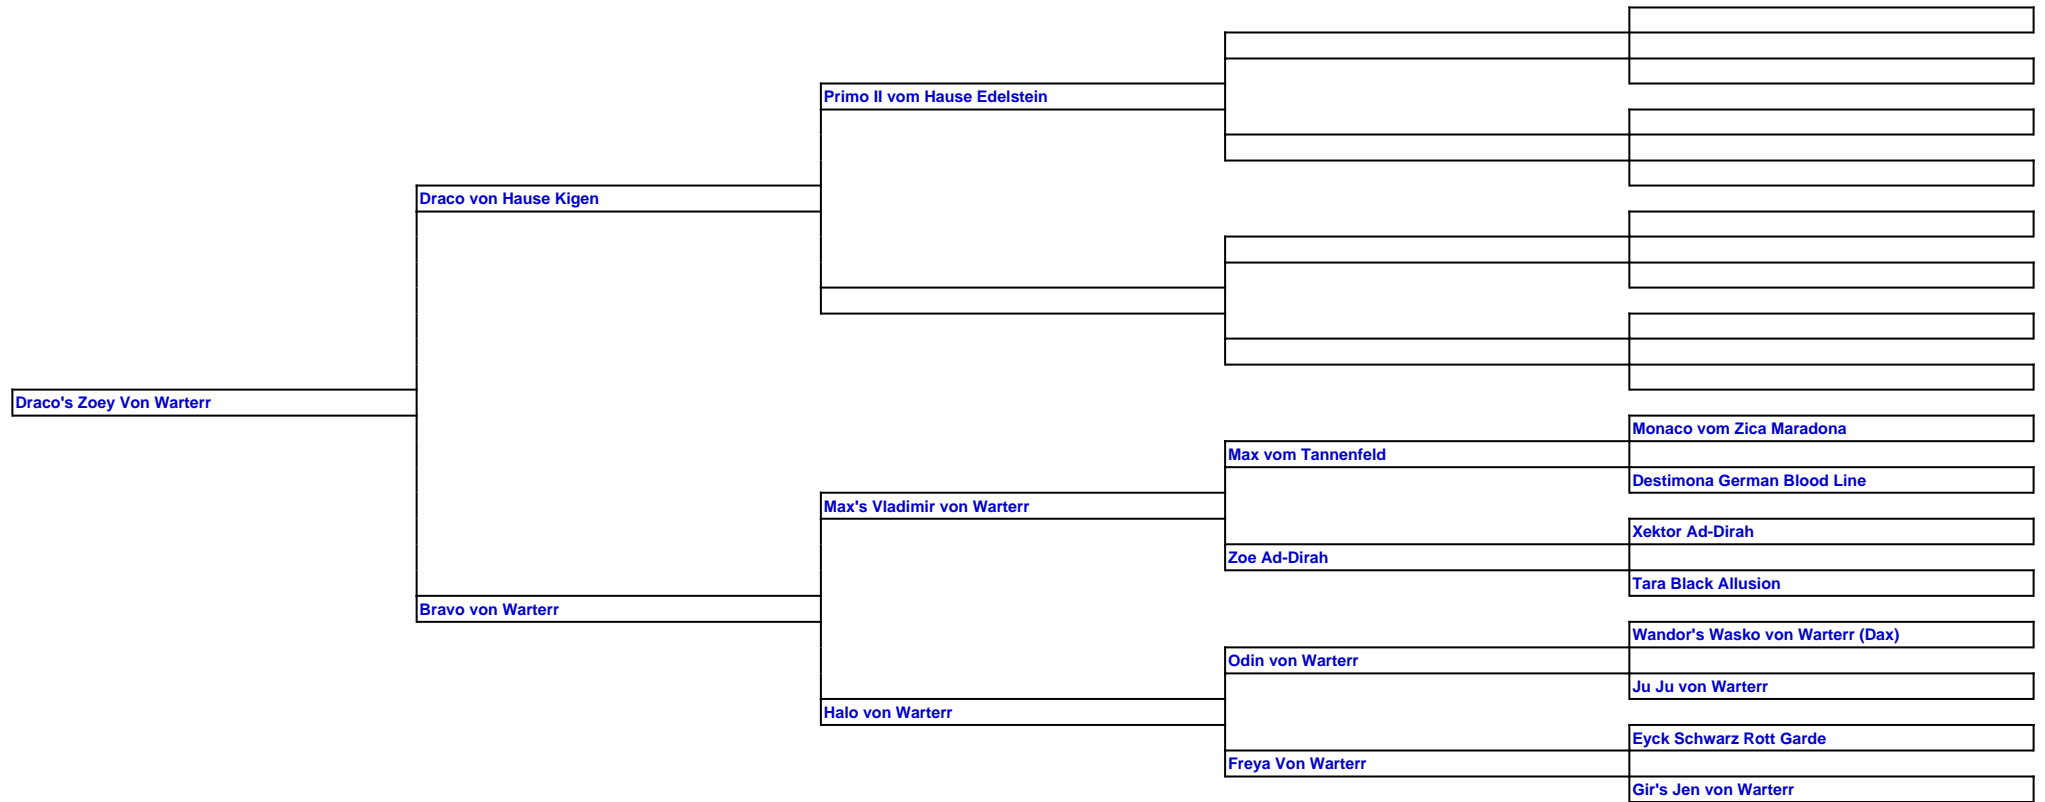 Primo II vom Hause Edelstein
Draco von Hause Kigen
Draco's Zoey Von Warterr
Monaco vom Zica Maradona
Max vom Tannenfeld
Destimona German Blood Line
Max's Vladimir von Warterr
Xektor Ad-Dirah
Zoe Ad-Dirah
Tara Black Allusion
Bravo von Warterr
Wandor's Wasko von Warterr (Dax)
Odin von Warterr
Ju Ju von Warterr
Halo von Warterr
Eyck Schwarz Rott Garde
Freya Von Warterr
Gir's Jen von Warterr